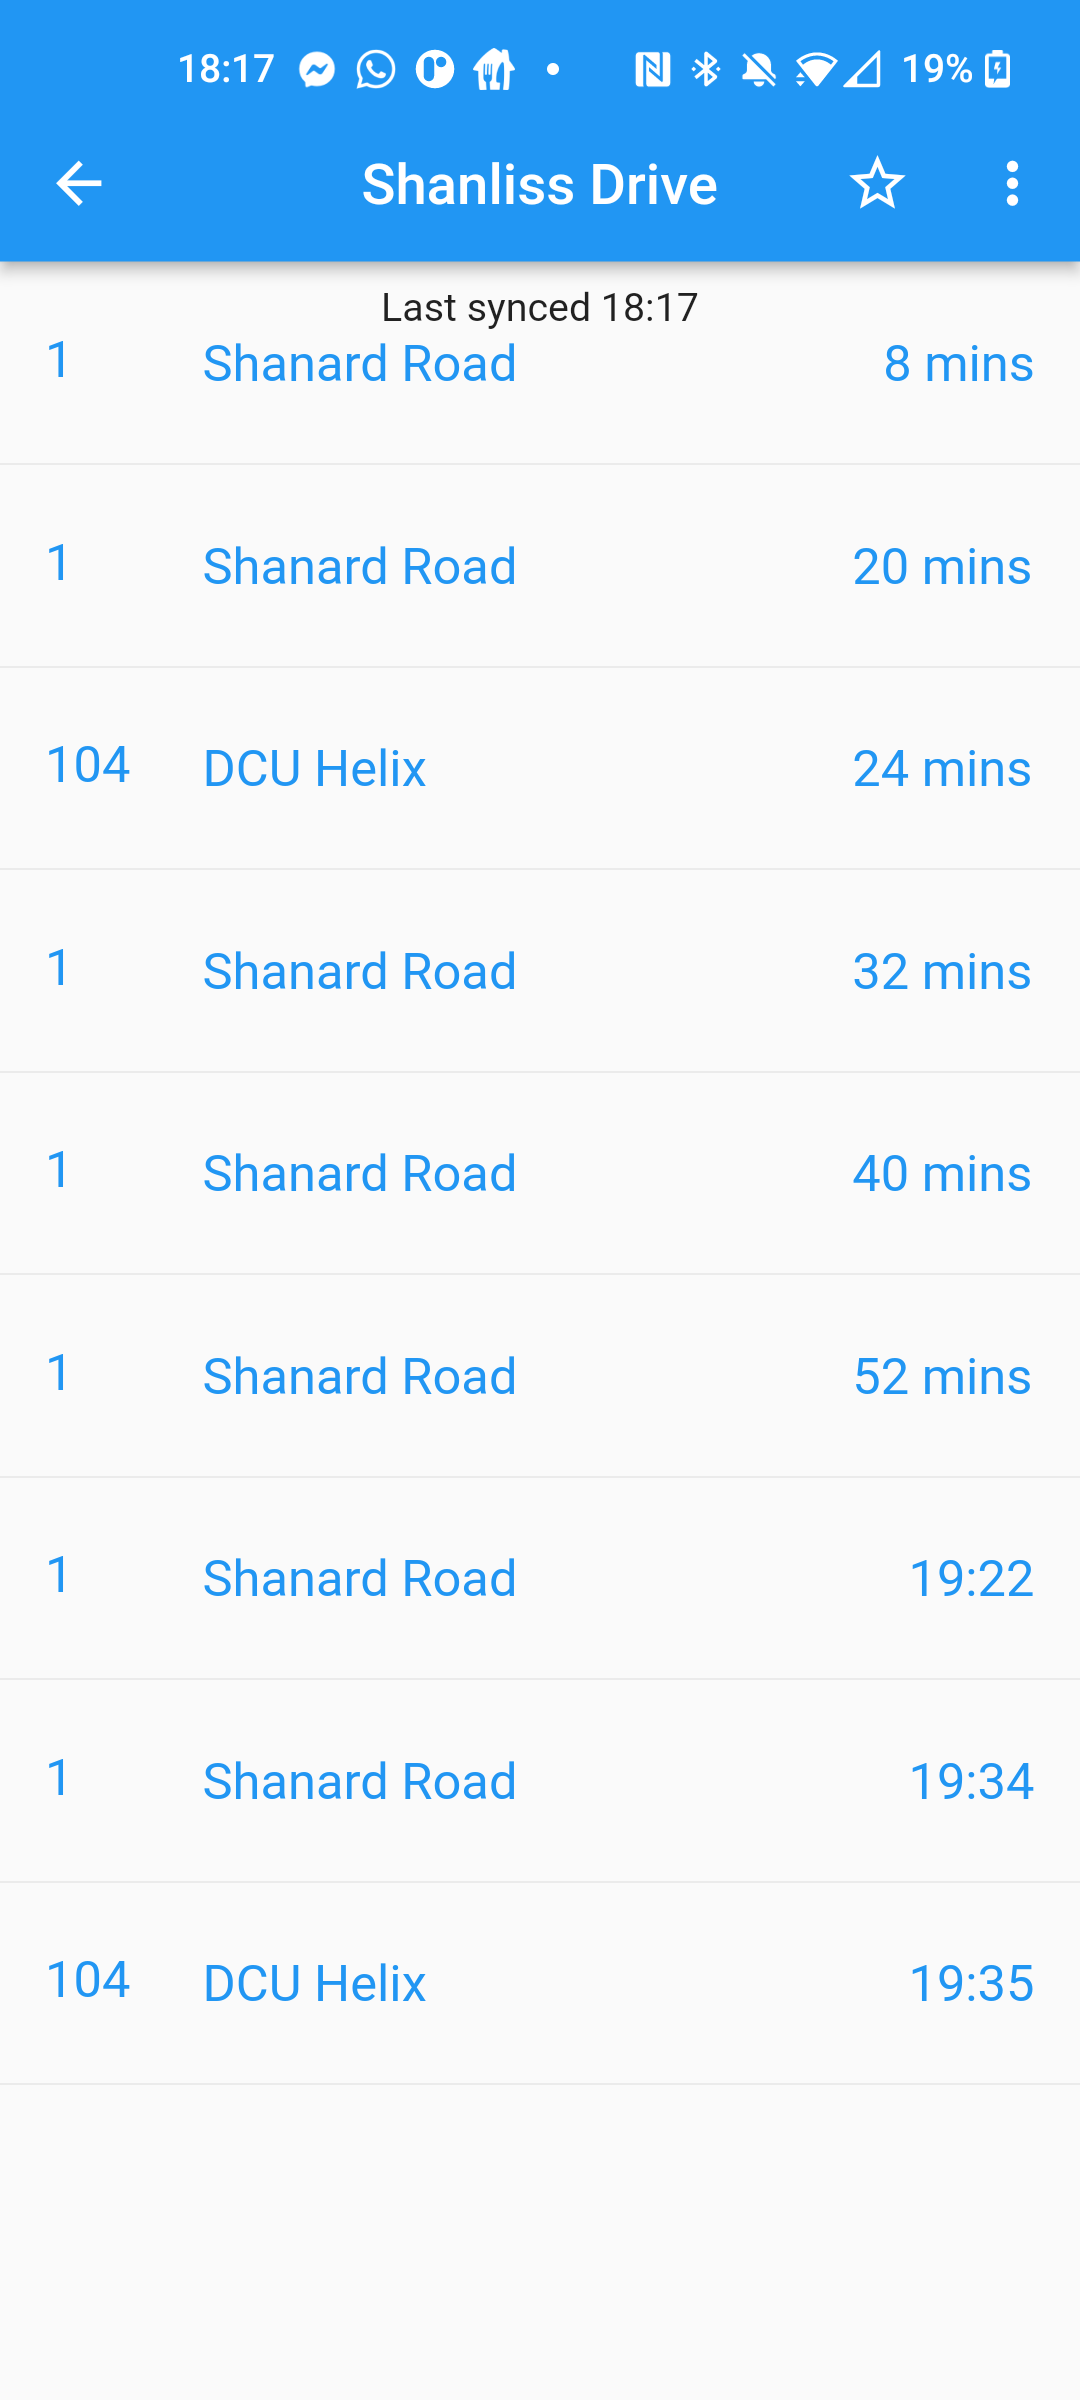 18:17 19%
Shanliss Drive
Last synced 18:17
1 Shanard Road 8 mins
1 Shanard Road 20 mins
104 DCU Helix 24 mins
1 Shanard Road 32 mins
1 Shanard Road 40 mins
1 Shanard Road 52 mins
1 Shanard Road 19:22
1 Shanard Road 19:34
104 DCU Helix 19:35